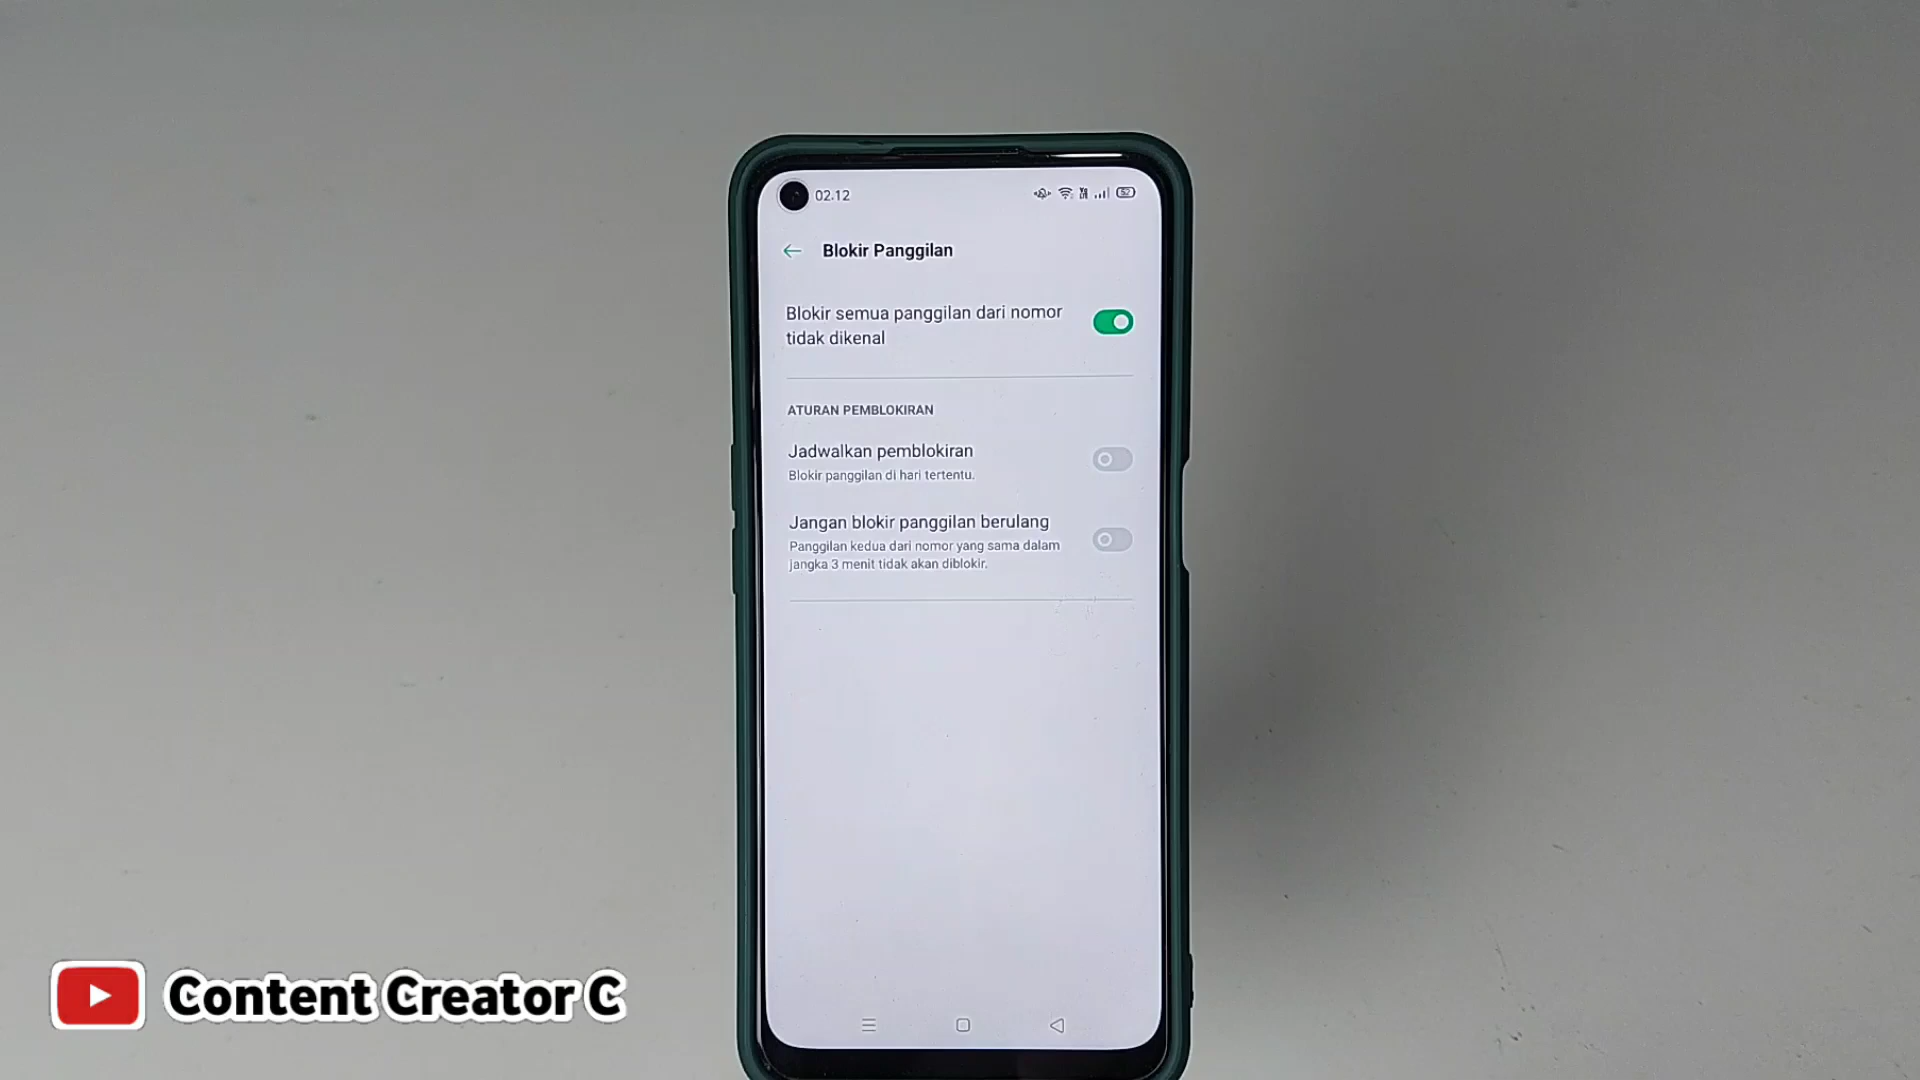 02.12
52
Blokir Panggilan
Blokir semua panggilan dari nomor
tidak dikenal
ATURAN PEMBLOKIRAN
Jadwalkan pemblokiran
Blokir panggilan di hari tertentu.
Jangan blokir panggilan berulang
Panggilan kedua dari nomor yang sama dalam
jangka 3 menit tidak akan diblokir.
Content Creator C